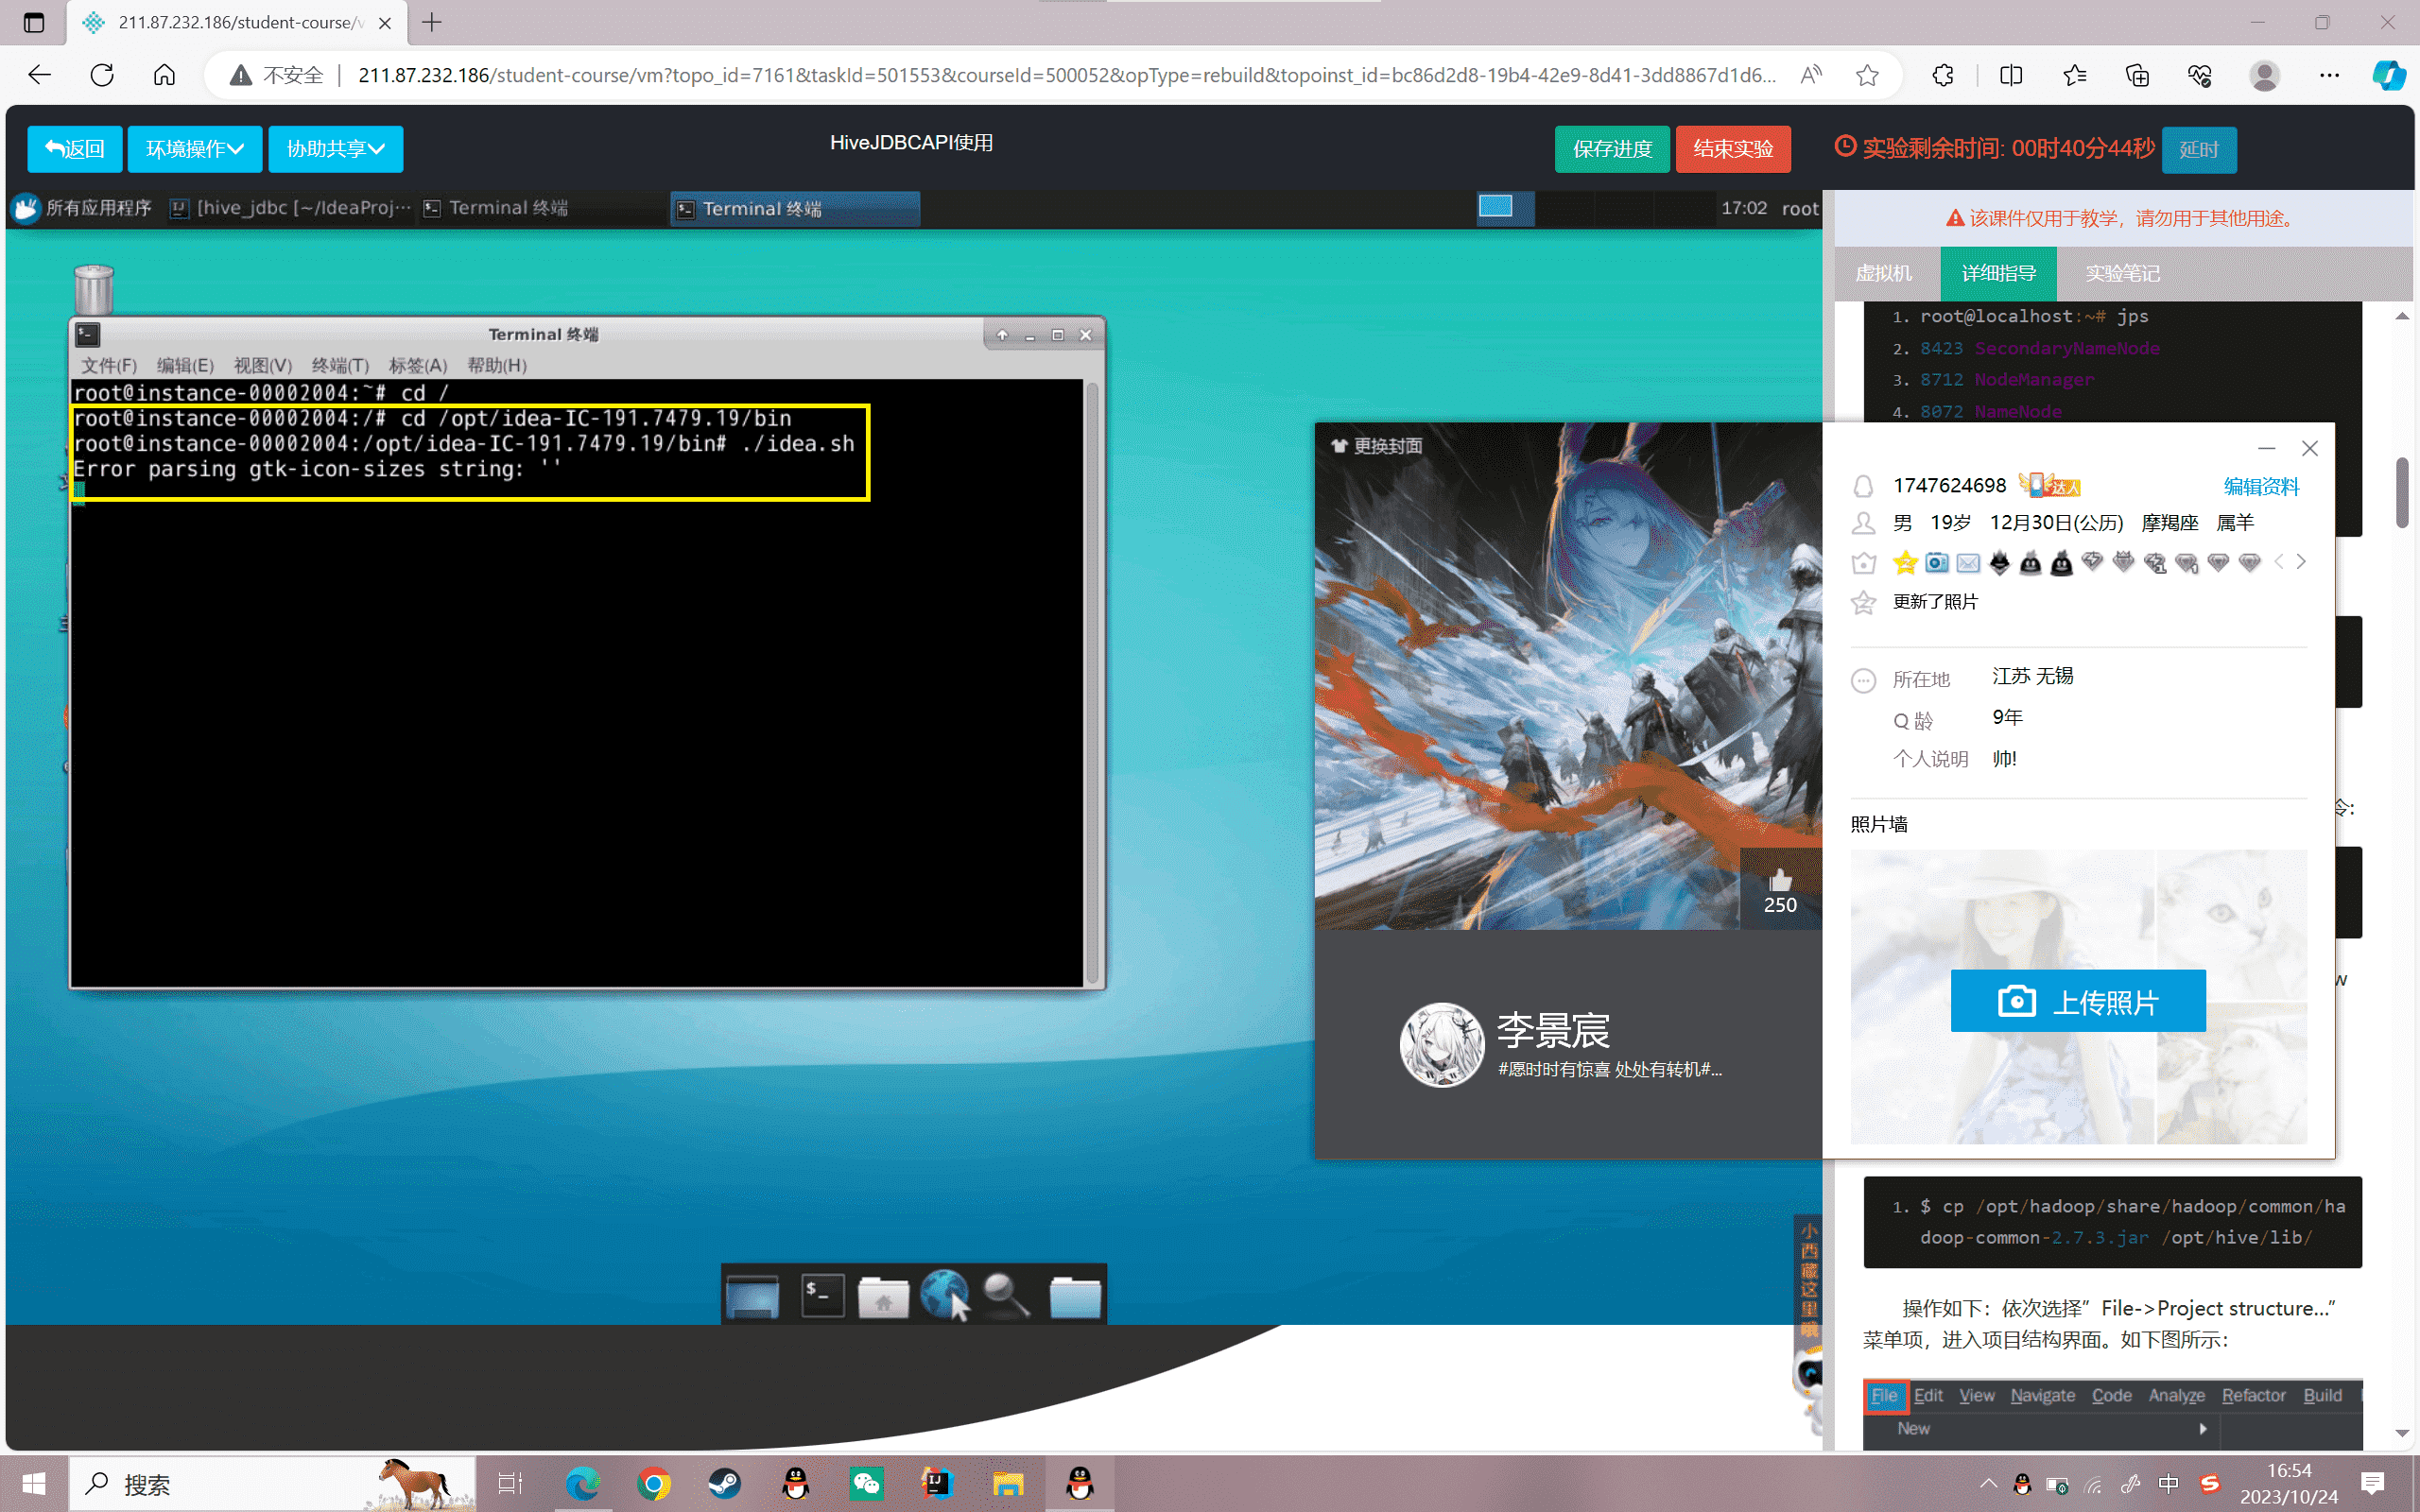 211.87.232.186/student-course/v
不安全
211.87.232.186/student-course/vm?topo_id=7161&taskId=501553&courseId=500052&opType=rebuild&topoinst_id=bc86d2d8-19b4-42e9-8d41-3dd8867d1d6...
返回
环境操作
协助共享
HiveJDBCAPI使用
保存进度
结束实验
实验剩余时间: 00时40分44秒
延时
所有应用程序
[hive_jdbc [~/IdeaProj···
Terminal 终端
Terminal 终端
17:02
root
该课件仅用于教学，请勿用于其他用途。
虚拟机
详细指导
实验笔记
Terminal 终端
文件(F) 编辑(E) 视图(V) 终端(T) 标签(A) 帮助(H)
root@instance-00002004:~# cd /
root@instance-00002004:/# cd /opt/idea-IC-191.7479.19/bin
root@instance-00002004:/opt/idea-IC-191.7479.19/bin# ./idea.sh
Error parsing gtk-icon-sizes string: ''
1. root@localhost:~# jps
2. 8423 SecondaryNameNode
3. 8712 NodeManager
4. 8072 NameNode
更换封面
250
李景宸
#愿时时有惊喜 处处有转机#...
1747624698
达人
编辑资料
男 19岁 12月30日(公历) 摩羯座 属羊
更新了照片
所在地 江苏 无锡
Q 龄 9年
个人说明 帅!
照片墙
上传照片
令:
w
1. $ cp /opt/hadoop/share/hadoop/common/ha
doop-common-2.7.3.jar /opt/hive/lib/
操作如下：依次选择” File->Project structure...”
菜单项，进入项目结构界面。如下图所示：
File Edit View Navigate Code Analyze Refactor Build
New
小西藏这里哦
搜索
中
16:54
2023/10/24